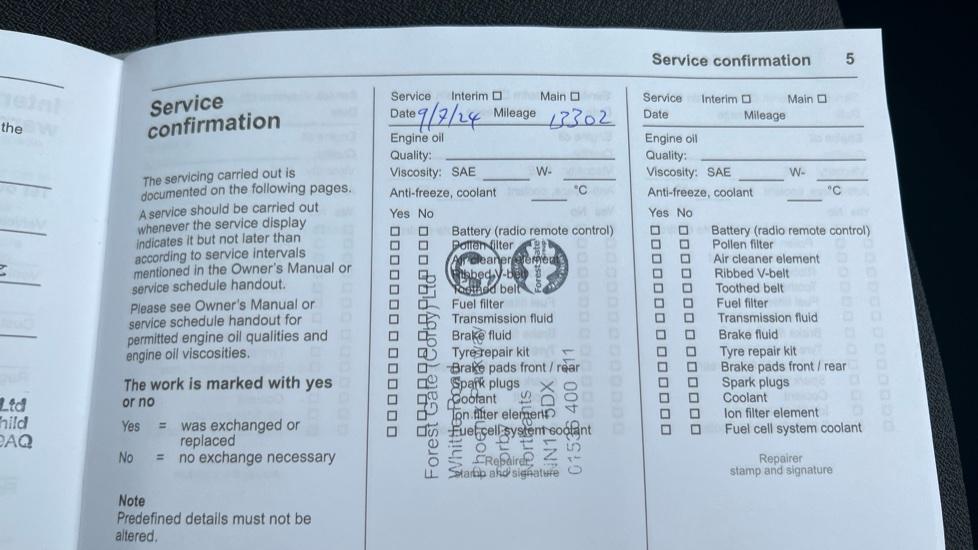 Service confirmation 5
the
Ltd
hild
Service
confirmation
The servicing carried out is
documented on the following pages.
A service should be carried out
whenever the service display
indicates it but not later than
according to service intervals
mentioned in the Owner's Manual or
service schedule handout.
Please see Owner's Manual or
service schedule handout for
permitted engine oil qualities and
engine oil viscosities.
The work is marked with yes
or no
Yes = was exchanged or
replaced
No = no exchange necessary
Note
Predefined details must not be
altered.
Service Interim Main
Date 9/7/24 Mileage 13302
Engine oil
Quality:
Viscosity: SAE W-
Anti-freeze, coolant °C
Yes No
Battery (radio remote control)
Pollen filter
Air cleaner element
Ribbed V-belt
Toothed belt
Fuel filter
Transmission fluid
Brake fluid
Tyre repair kit
Brake pads front / rear
Spark plugs
Coolant
Ion filter element
Fuel cell system coolant
Repairer
stamp and signature
Forest Gate
Forest Gate (Corby) Ltd
Phoenix Parkway
Corby
Northants
NN17 5DX
01536 400
Service Interim Main
Date Mileage
Engine oil
Quality:
Viscosity: SAE W-
Anti-freeze, coolant °C
Yes No
Battery (radio remote control)
Pollen filter
Air cleaner element
Ribbed V-belt
Toothed belt
Fuel filter
Transmission fluid
Brake fluid
Tyre repair kit
Brake pads front / rear
Spark plugs
Coolant
Ion filter element
Fuel cell system coolant
Repairer
stamp and signature